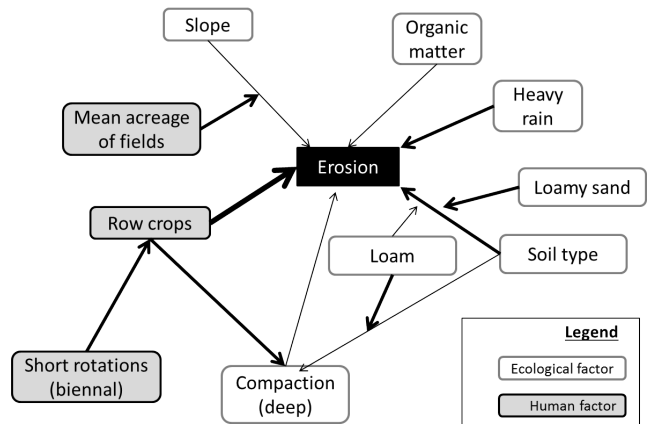 Slope
Organic
matter
Mean acreage
of fields
Heavy
rain
Erosion
Loamy sand
Row crops
Loam
Soil type
Short rotations
(biennal)
Compaction
(deep)
Legend
Ecological factor
Human factor